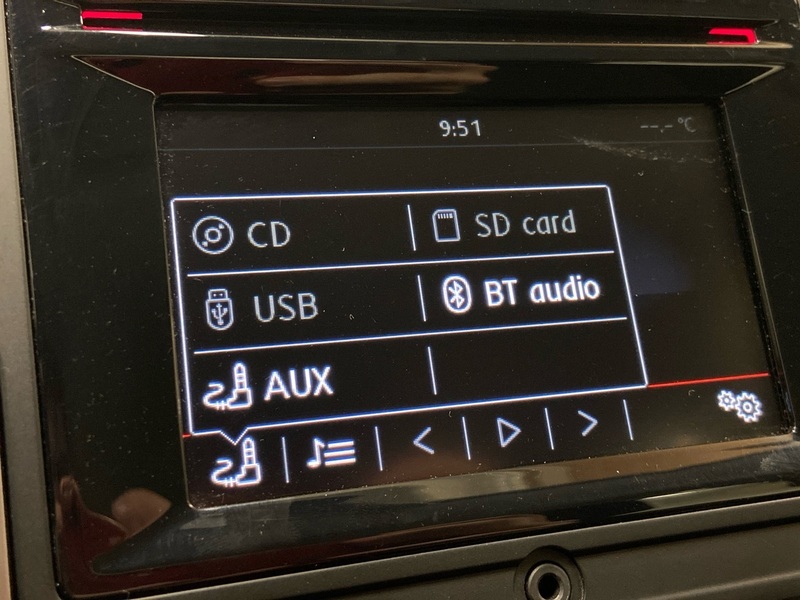 9:51 --.- °C
CD SD card
USB BT audio
AUX